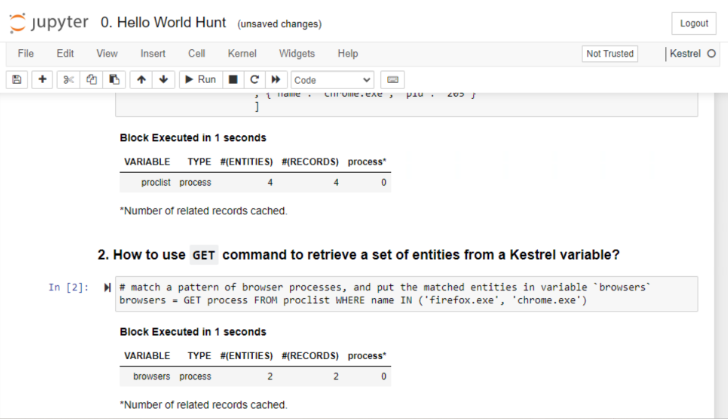 jupyter 0. Hello World Hunt (unsaved changes) Logout
File Edit View Insert Cell Kernel Widgets Help Not Trusted Kestrel
Run Code
, { "name": "chrome.exe", "pid": "205" }
]
Block Executed in 1 seconds
VARIABLE TYPE #(ENTITIES) #(RECORDS) process*
proclist process 4 4 0
*Number of related records cached.
2. How to use GET command to retrieve a set of entities from a Kestrel variable?
In [2]: # match a pattern of browser processes, and put the matched entities in variable `browsers`
browsers = GET process FROM proclist WHERE name IN ('firefox.exe', 'chrome.exe')
Block Executed in 1 seconds
VARIABLE TYPE #(ENTITIES) #(RECORDS) process*
browsers process 2 2 0
*Number of related records cached.